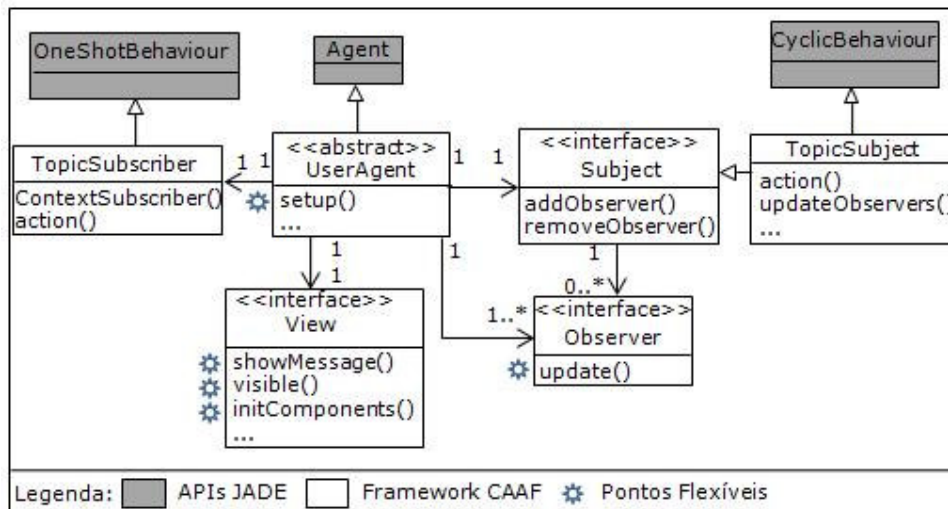 OneShotBehaviour
Agent
CyclicBehaviour
TopicSubscriber
ContextSubscriber()
action()
1 1
<<abstract>>
UserAgent
setup()
...
1 1
<<interface>>
Subject
addObserver()
removeObserver()
TopicSubject
action()
updateObservers()
...
1
1
1
1..*
1
0..*
<<interface>>
View
showMessage()
visible()
initComponents()
...
<<interface>>
Observer
update()
Legenda: APIs JADE Framework CAAF Pontos Flexíveis